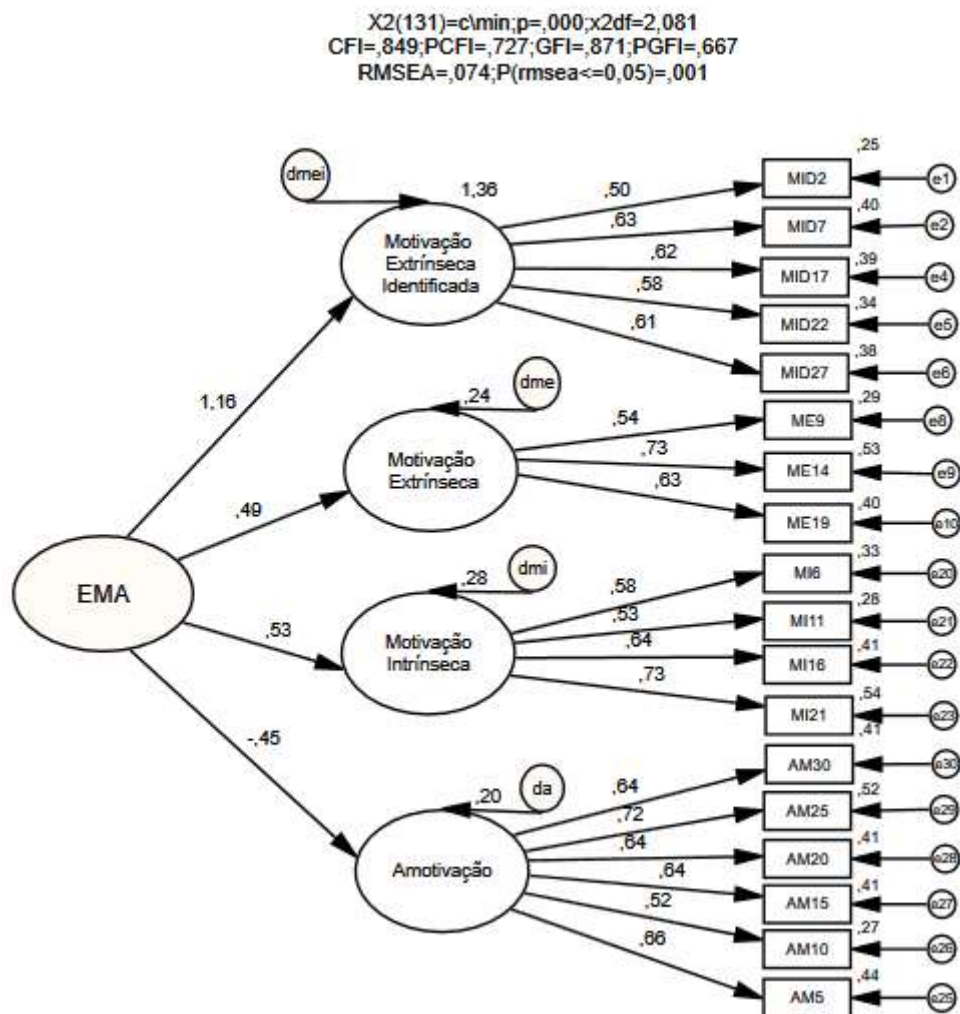 X2(131)=c\min;p=,000;x2df=2,081
CFI=,849;PCFI=,727;GFI=,871;PGFI=,667
RMSEA=,074;P(rmsea<=0,05)=,001
dmei
1,36
Motivação
Extrínseca
Identificada
,50
,63
,62
,58
,61
,25
MID2
e1
,40
MID7
e2
,39
MID17
e4
,34
MID22
e5
,38
MID27
e6
1,16
dme
,24
Motivação
Extrínseca
,54
,73
,63
,29
ME9
e8
,53
ME14
e9
,40
ME19
e10
,49
EMA
dmi
,28
Motivação
Intrínseca
,58
,53
,64
,73
,33
MI6
e20
,28
MI11
e21
,41
MI16
e22
,54
MI21
e23
,53
-,45
da
,20
Amotivação
,64
,72
,64
,64
,52
,66
,41
AM30
e30
,52
AM25
e29
,41
AM20
e28
,41
AM15
e27
,27
AM10
e26
,44
AM5
e25